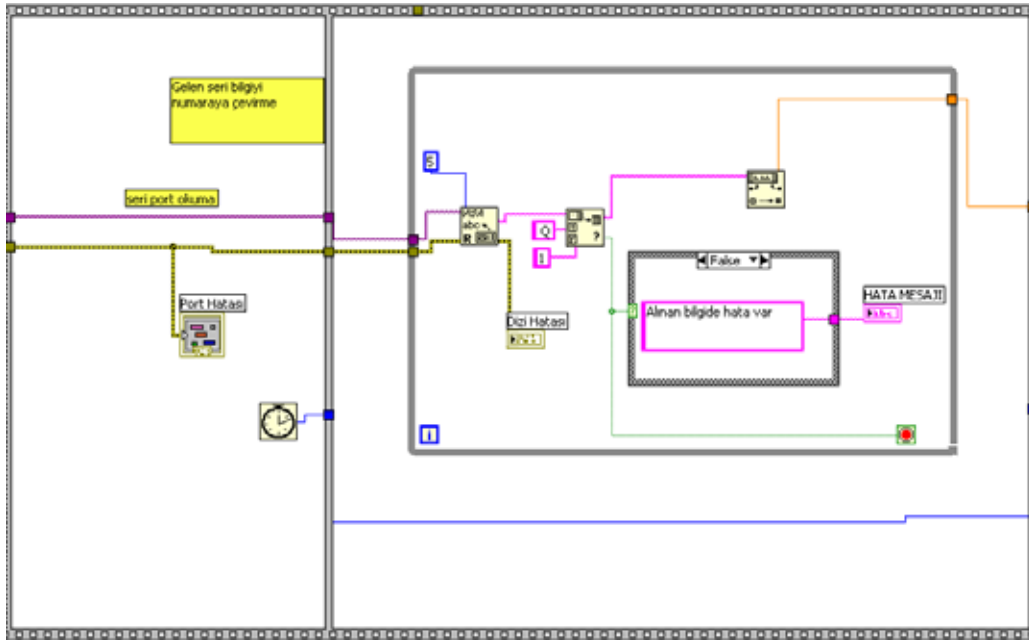 Gelen seri bilgiyi
numaraya çevirme
seri port okuma
Port Hatası
5
abc
R
Q
1
?
Dizi Hatası
False
Alınan bilgide hata var
HATA MESAJI
i